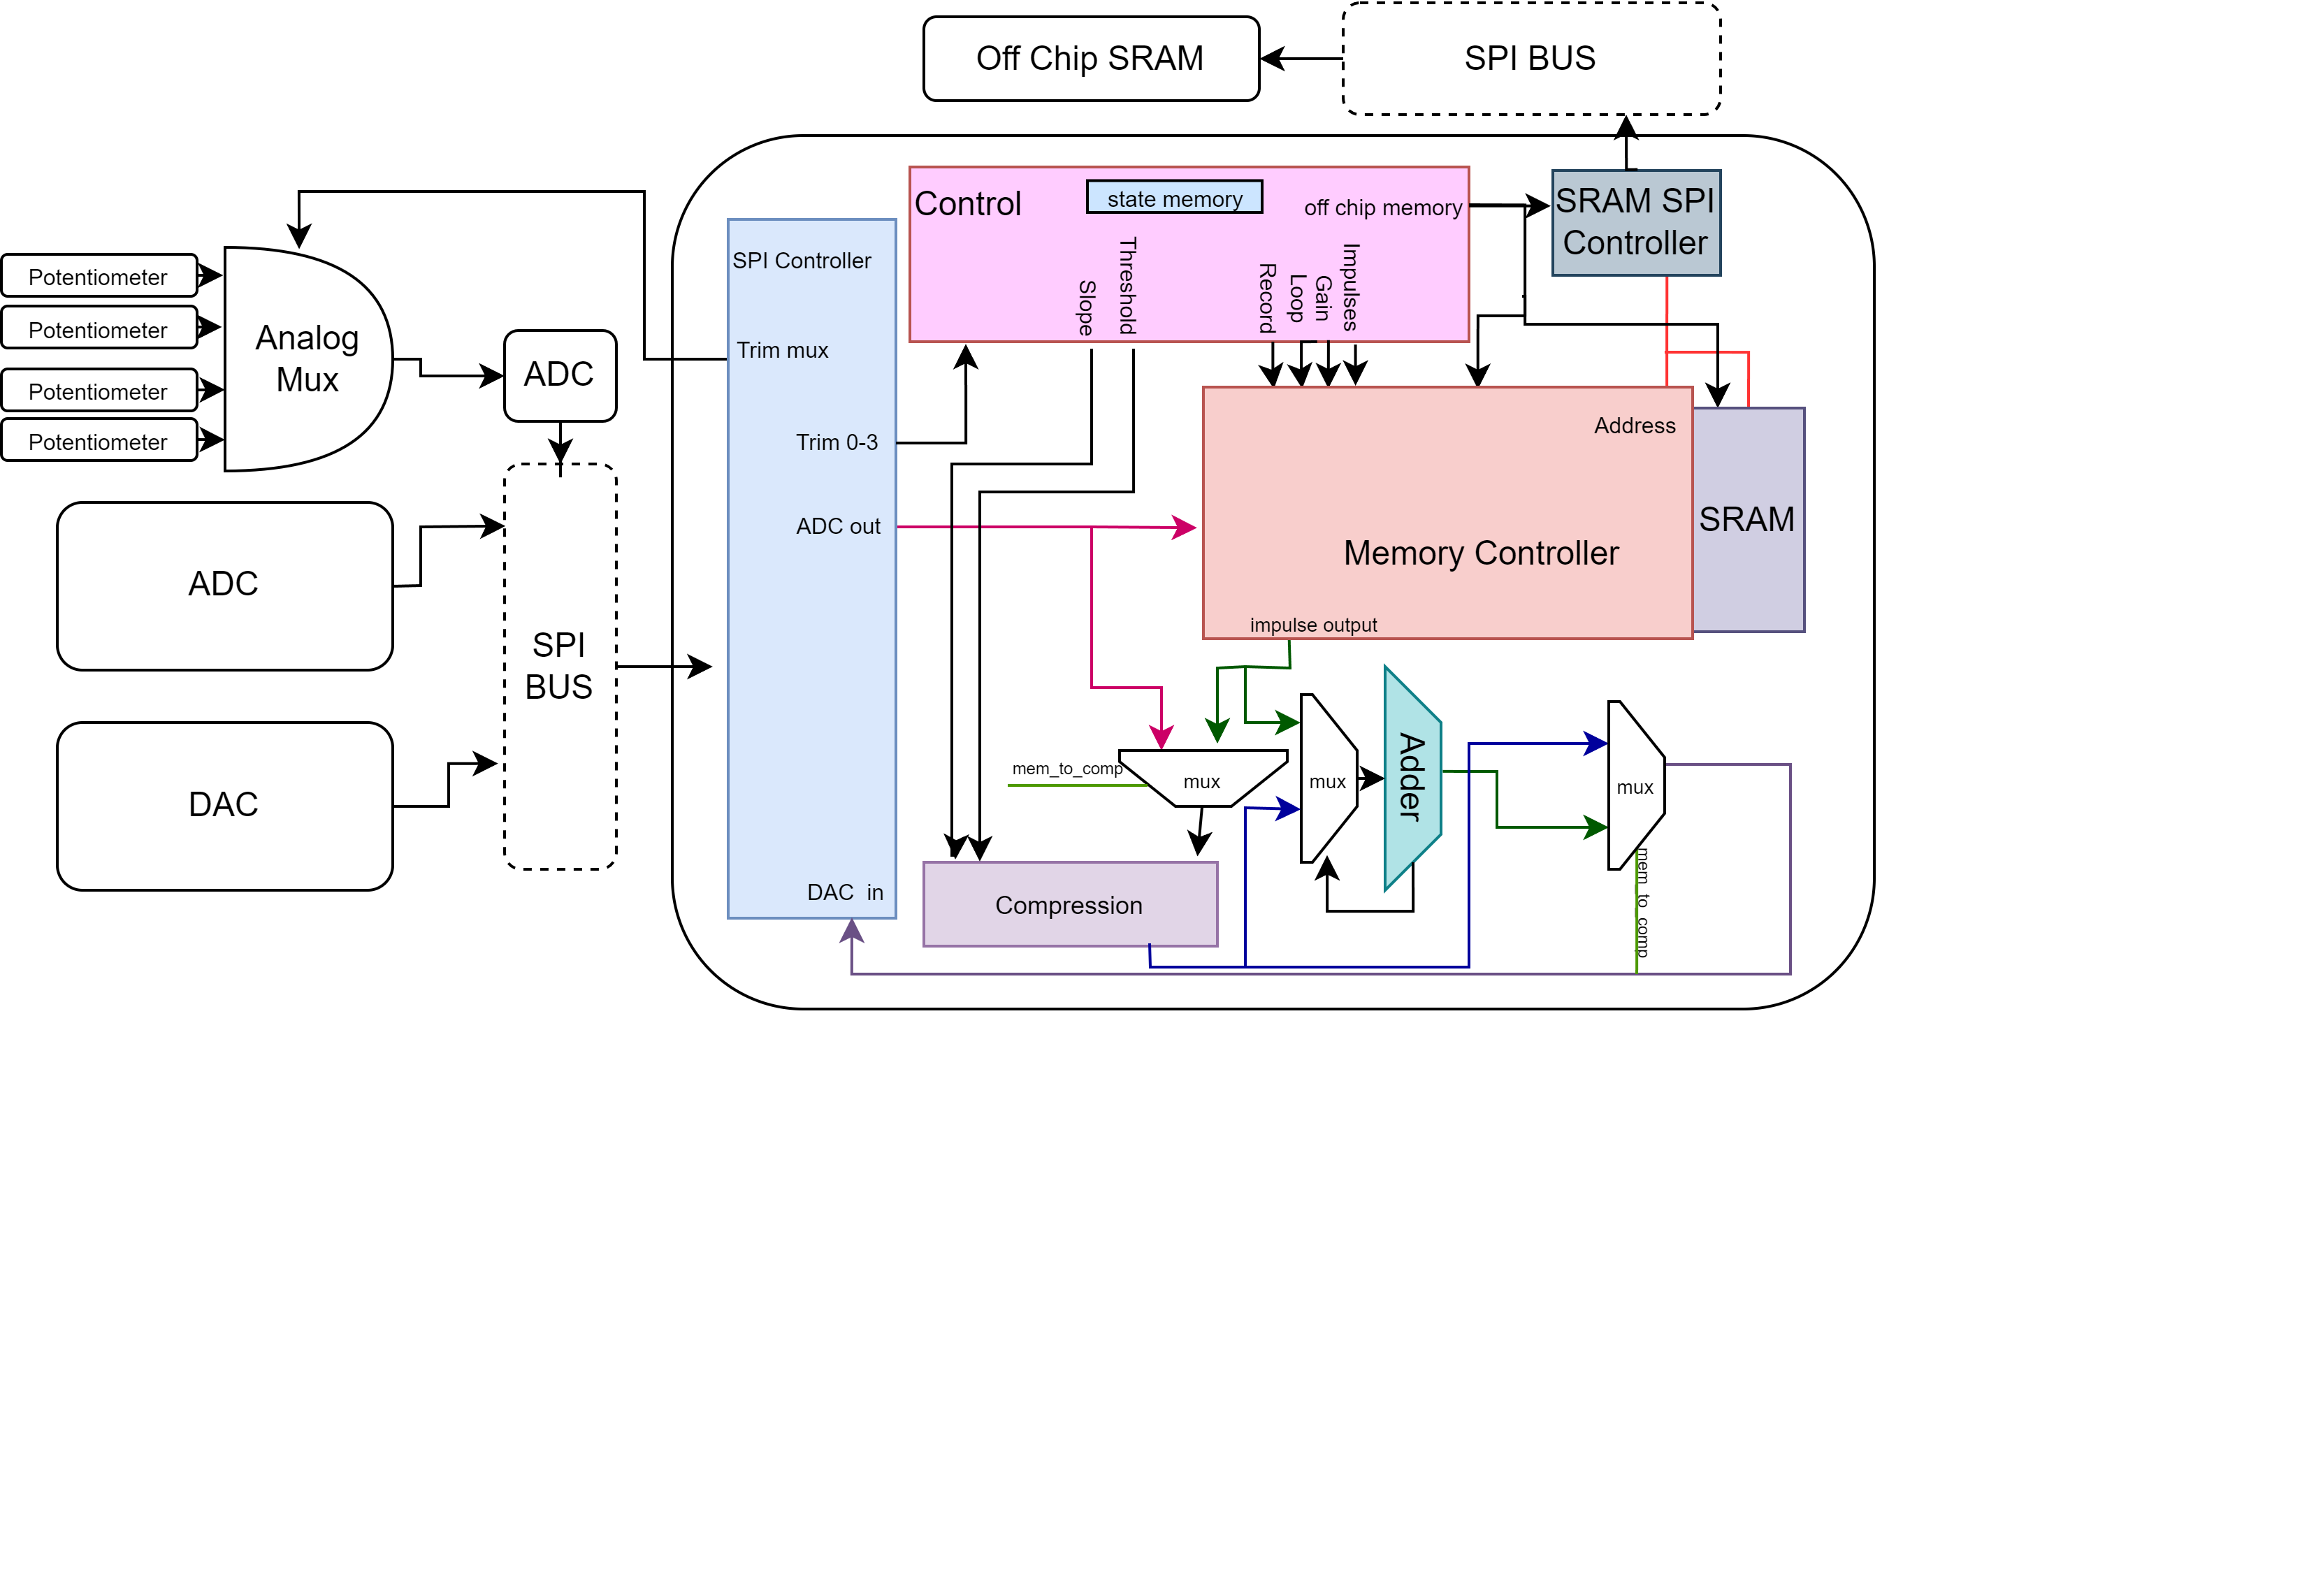 Off Chip SRAM
SPI BUS
Control
state memory
off chip memory
SRAM SPI
Controller
SPI Controller
Threshold
Slope
Record
Loop
Gain
Impulses
Potentiometer
Potentiometer
Potentiometer
Potentiometer
Analog
Mux
ADC
Trim mux
Trim 0-3
Address
ADC out
SRAM
Memory Controller
ADC
SPI
BUS
impulse output
DAC
mem_to_comp
mux
mux
Adder
mux
mem_to_comp
DAC  in
Compression